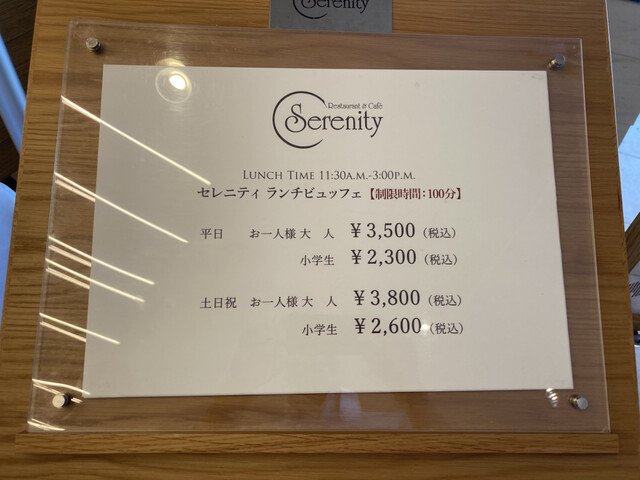 Serenity
Restaurant & Café
Serenity
LUNCH TIME 11:30A.M.-3:00P.M.
セレニティ ランチビュッフェ【制限時間：100分】
平日 お一人様 大 人 ￥3,500（税込）
小学生 ￥2,300（税込）
土日祝 お一人様 大 人 ￥3,800（税込）
小学生 ￥2,600（税込）